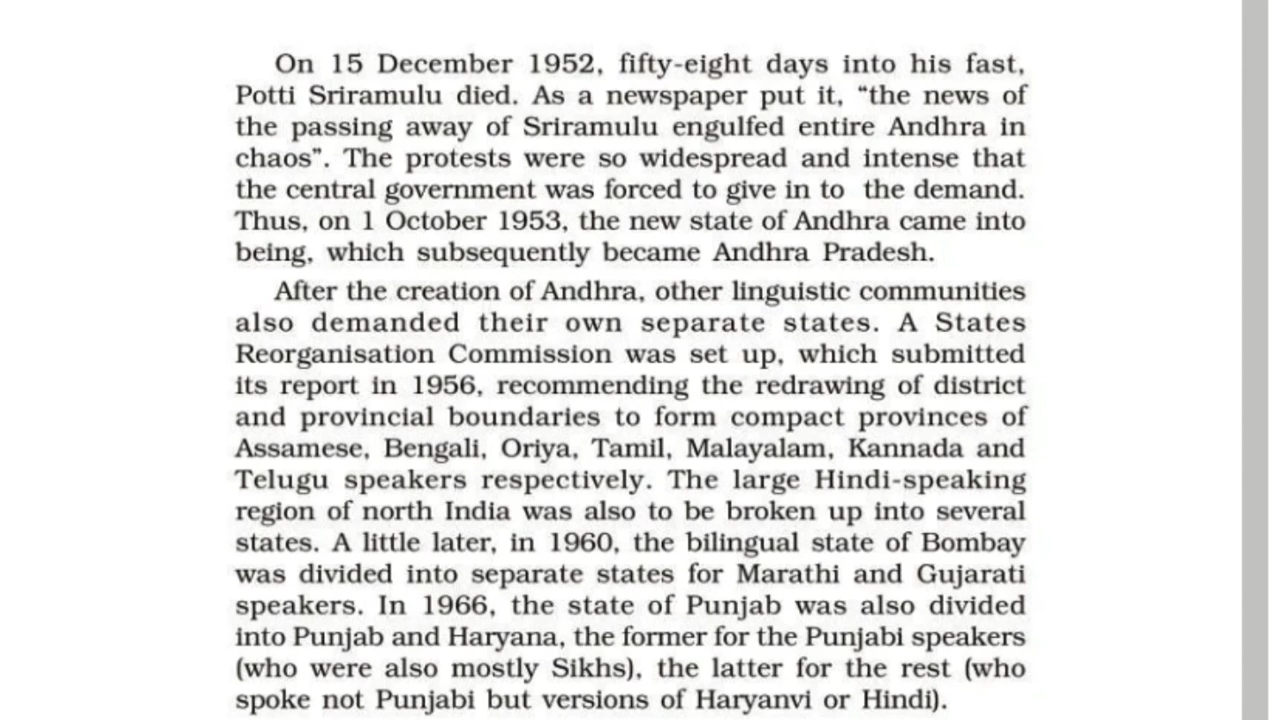 On 15 December 1952, fifty-eight days into his fast,
Potti Sriramulu died. As a newspaper put it, “the news of
the passing away of Sriramulu engulfed entire Andhra in
chaos”. The protests were so widespread and intense that
the central government was forced to give in to the demand.
Thus, on 1 October 1953, the new state of Andhra came into
being, which subsequently became Andhra Pradesh.
After the creation of Andhra, other linguistic communities
also demanded their own separate states. A States
Reorganisation Commission was set up, which submitted
its report in 1956, recommending the redrawing of district
and provincial boundaries to form compact provinces of
Assamese, Bengali, Oriya, Tamil, Malayalam, Kannada and
Telugu speakers respectively. The large Hindi-speaking
region of north India was also to be broken up into several
states. A little later, in 1960, the bilingual state of Bombay
was divided into separate states for Marathi and Gujarati
speakers. In 1966, the state of Punjab was also divided
into Punjab and Haryana, the former for the Punjabi speakers
(who were also mostly Sikhs), the latter for the rest (who
spoke not Punjabi but versions of Haryanvi or Hindi).